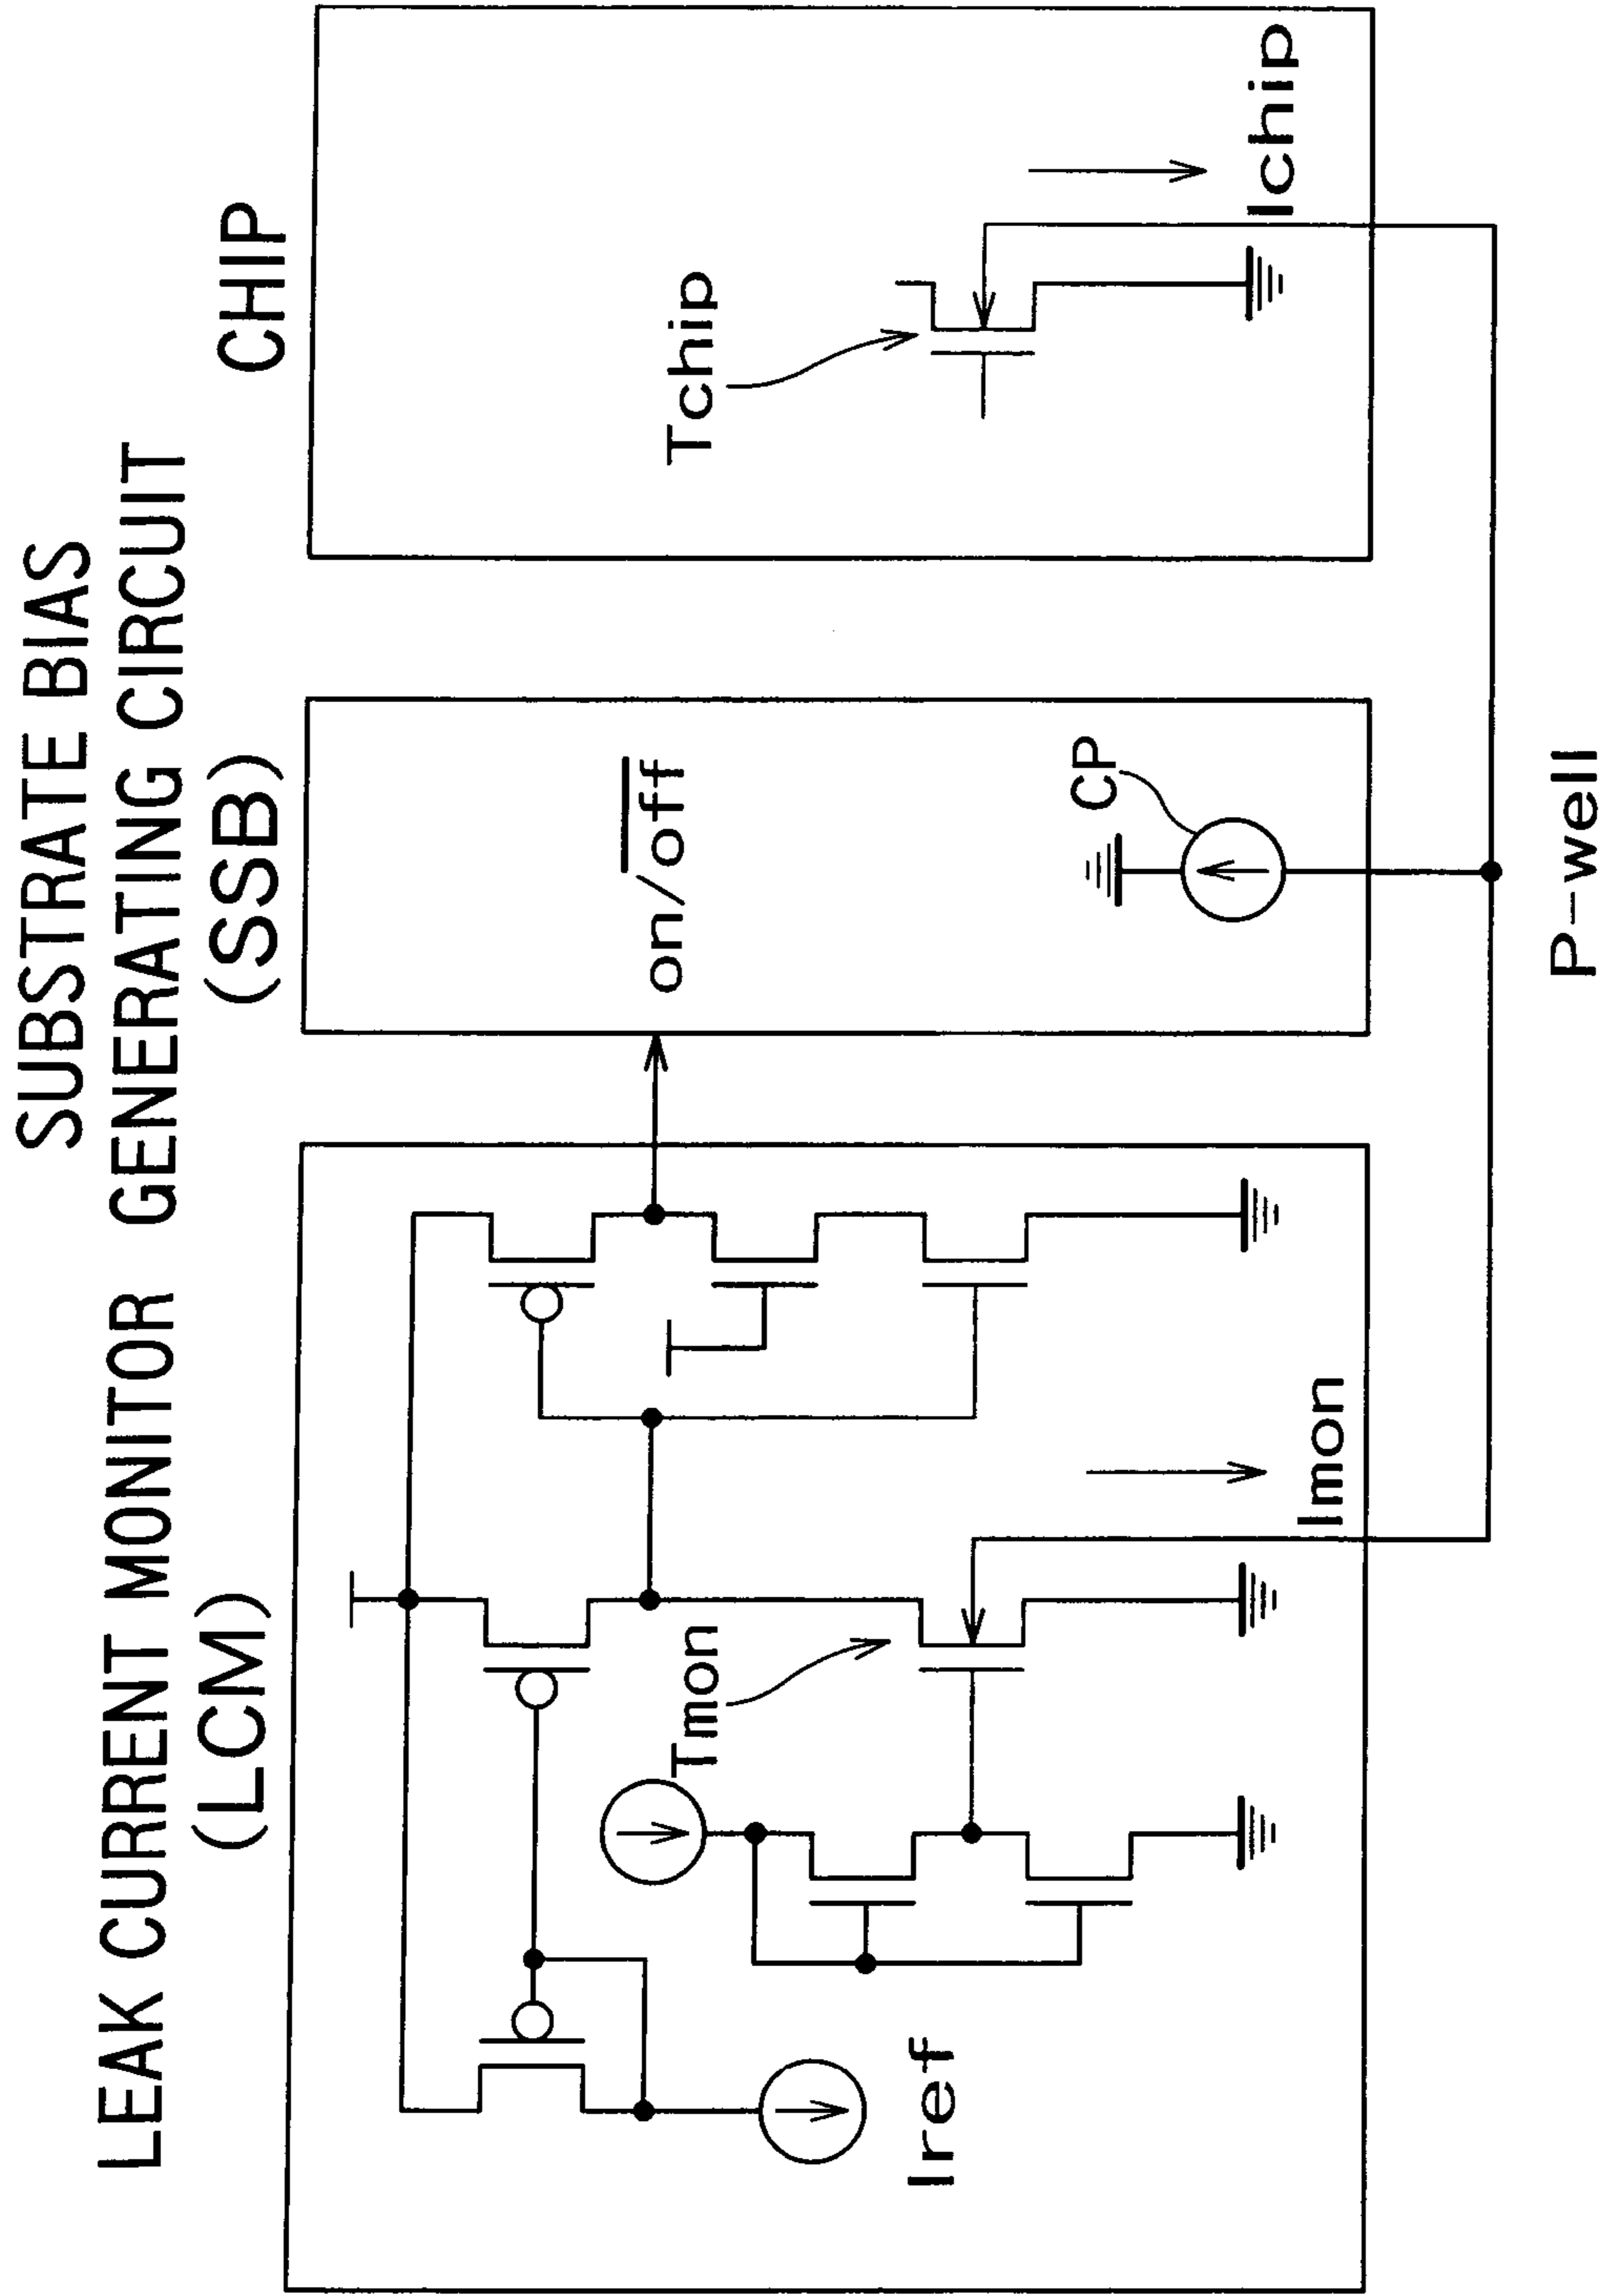 SUBSTRATE BIAS
LEAK CURRENT MONITOR GENERATING CIRCUIT
(LCM) (SSB) CHIP
on/off
Tmon
Tchip
CP
Iref
Imon
Ichip
P-well